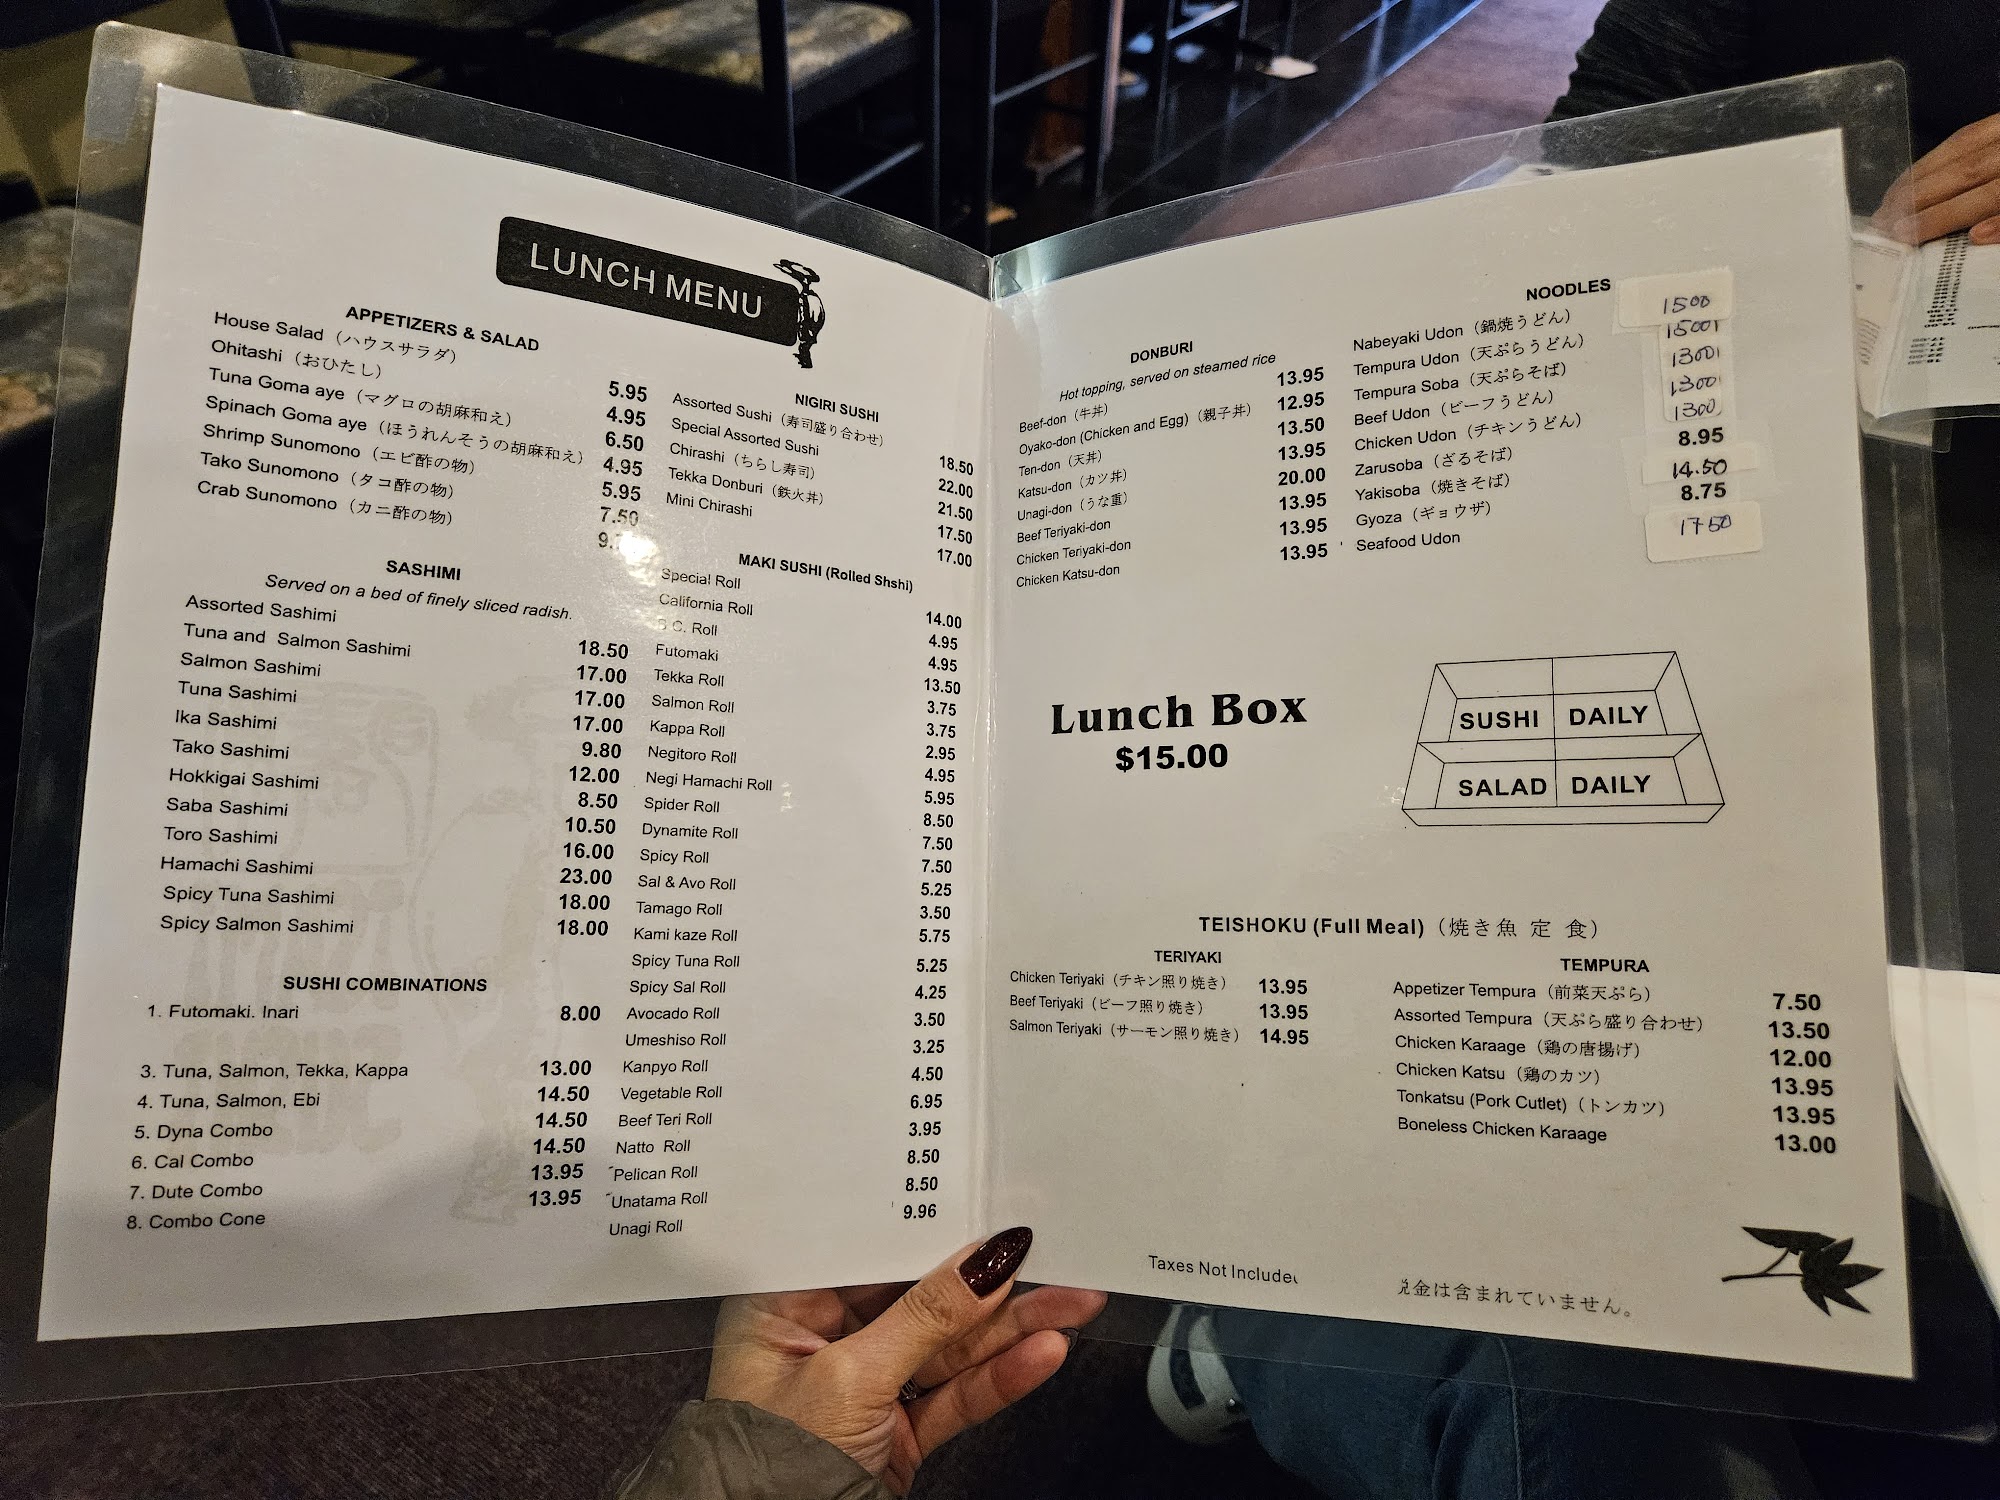 LUNCH MENU
APPETIZERS & SALAD
House Salad (ハウスサラダ) 5.95
Ohitashi (おひたし) 4.95
Tuna Goma aye (マグロの胡麻和え) 6.50
Spinach Goma aye (ほうれんそうの胡麻和え) 4.95
Shrimp Sunomono (エビ酢の物) 5.95
Tako Sunomono (タコ酢の物) 7.50
Crab Sunomono (カニ酢の物)
SASHIMI
Served on a bed of finely sliced radish.
Assorted Sashimi 18.50
Tuna and Salmon Sashimi 17.00
Salmon Sashimi 17.00
Tuna Sashimi 17.00
Ika Sashimi 9.80
Tako Sashimi 12.00
Hokkigai Sashimi 8.50
Saba Sashimi 10.50
Toro Sashimi 16.00
Hamachi Sashimi 23.00
Spicy Tuna Sashimi 18.00
Spicy Salmon Sashimi 18.00
SUSHI COMBINATIONS
1. Futomaki. Inari 8.00
3. Tuna, Salmon, Tekka, Kappa 13.00
4. Tuna, Salmon, Ebi 14.50
5. Dyna Combo 14.50
6. Cal Combo 14.50
7. Dute Combo 13.95
8. Combo Cone 13.95
NIGIRI SUSHI
Assorted Sushi (寿司盛り合わせ) 18.50
Special Assorted Sushi 22.00
Chirashi (ちらし寿司) 21.50
Tekka Donburi (鉄火丼) 17.50
Mini Chirashi 17.00
MAKI SUSHI (Rolled Shshi)
Special Roll
California Roll
B.C. Roll
Futomaki
Tekka Roll
Salmon Roll
Kappa Roll
Negitoro Roll
Negi Hamachi Roll
Spider Roll
Dynamite Roll
Spicy Roll
Sal & Avo Roll
Tamago Roll
Kami kaze Roll
Spicy Tuna Roll
Spicy Sal Roll
Avocado Roll
Umeshiso Roll
Kanpyo Roll
Vegetable Roll
Beef Teri Roll
Natto Roll
Pelican Roll
Unatama Roll
Unagi Roll
14.00
4.95
4.95
13.50
3.75
3.75
2.95
4.95
5.95
8.50
7.50
7.50
5.25
3.50
5.75
5.25
4.25
3.50
3.25
4.50
6.95
3.95
8.50
8.50
9.96
DONBURI
Hot topping, served on steamed rice
Beef-don (牛丼) 13.95
Oyako-don (Chicken and Egg) (親子丼) 12.95
Ten-don (天丼) 13.50
Katsu-don (カツ丼) 13.95
Unagi-don (うな重) 20.00
Beef Teriyaki-don 13.95
Chicken Teriyaki-don 13.95
Chicken Katsu-don 13.95
NOODLES
Nabeyaki Udon (鍋焼うどん) 1500
Tempura Udon (天ぷらうどん) 1500
Tempura Soba (天ぷらそば) 1300
Beef Udon (ビーフうどん) 1300
Chicken Udon (チキンうどん) 1300
Zarusoba (ざるそば) 8.95
Yakisoba (焼きそば) 14.50
Gyoza (ギョウザ) 8.75
Seafood Udon 1750
Lunch Box
$15.00
SUSHI DAILY
SALAD DAILY
TEISHOKU (Full Meal) (焼き魚 定 食)
TERIYAKI
Chicken Teriyaki (チキン照り焼き) 13.95
Beef Teriyaki (ビーフ照り焼き) 13.95
Salmon Teriyaki (サーモン照り焼き) 14.95
TEMPURA
Appetizer Tempura (前菜天ぷら) 7.50
Assorted Tempura (天ぷら盛り合わせ) 13.50
Chicken Karaage (鶏の唐揚げ) 12.00
Chicken Katsu (鶏のカツ) 13.95
Tonkatsu (Pork Cutlet) (トンカツ) 13.95
Boneless Chicken Karaage 13.00
Taxes Not Include
税金は含まれていません。